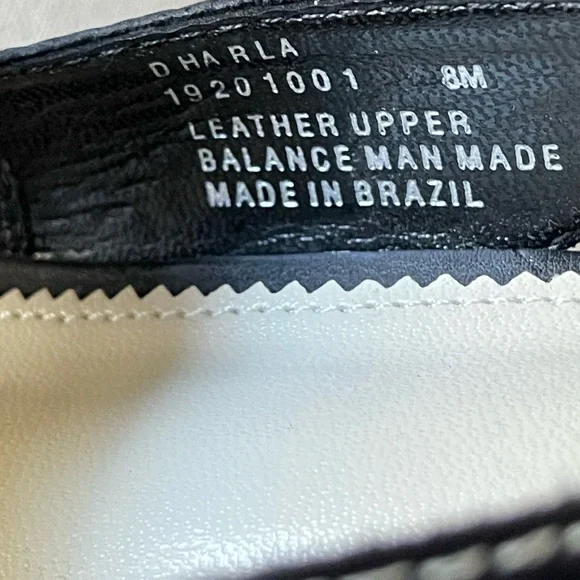 DHARLA
19201001 8M
LEATHER UPPER
BALANCE MAN MADE
MADE IN BRAZIL